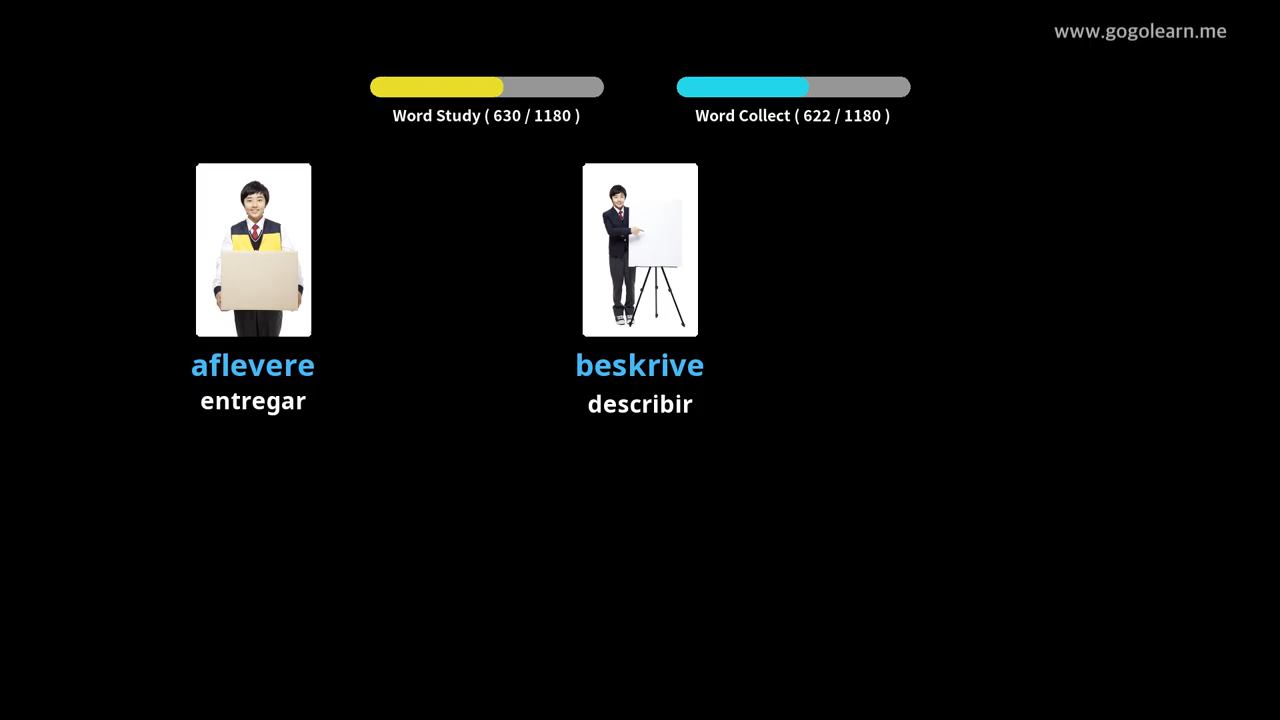 www.gogolearn.me
Word Study ( 630 / 1180 )
Word Collect ( 622 / 1180 )
aflevere
entregar
beskrive
describir